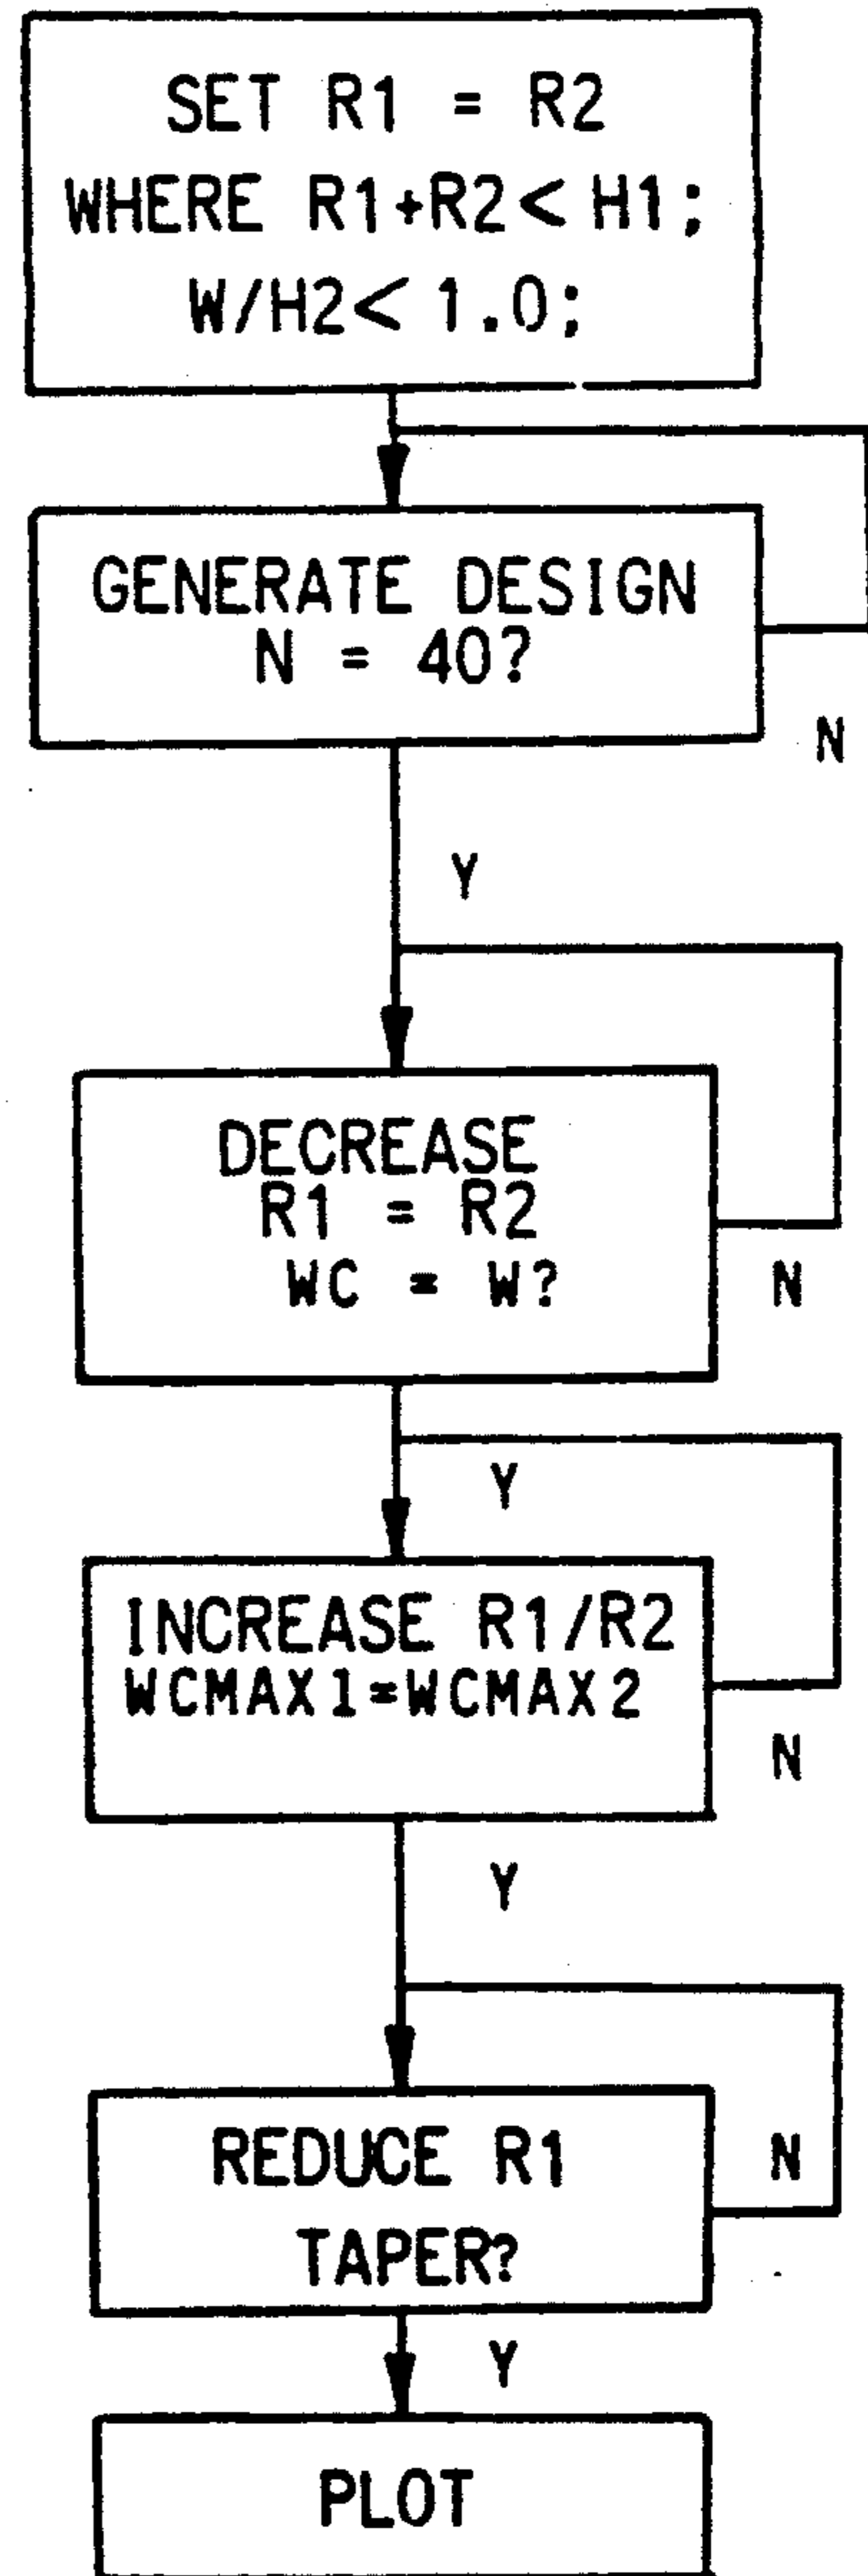 SET R1 = R2
WHERE R1+R2< H1;
W/H2< 1.0;
GENERATE DESIGN
N = 40?
N
Y
DECREASE
R1 = R2
WC = W?
N
Y
INCREASE R1/R2
WCMAX1=WCMAX2
N
Y
REDUCE R1
N
TAPER?
Y
PLOT